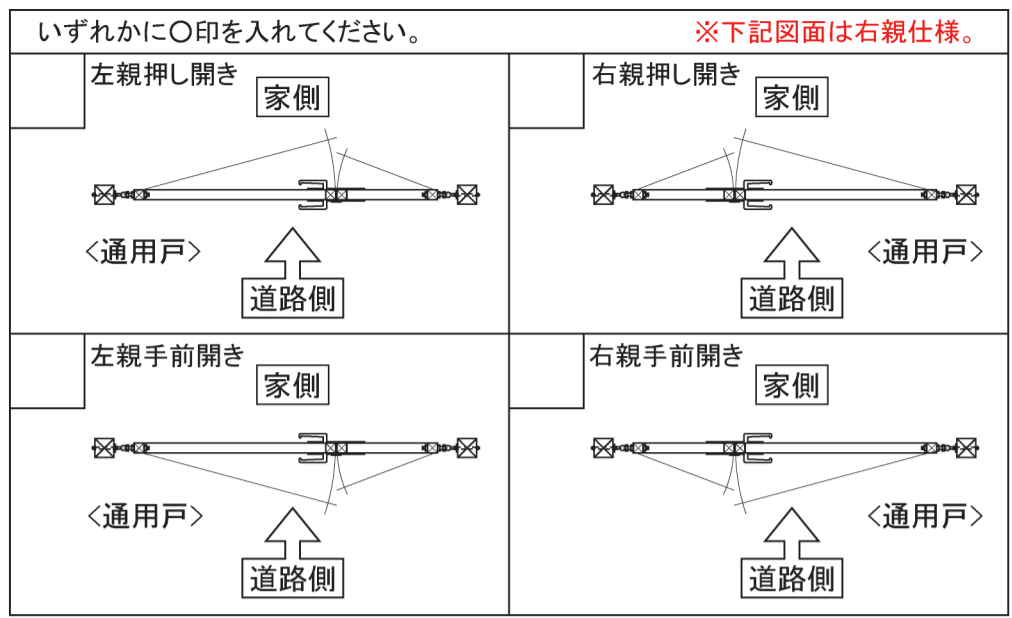 いずれかに〇印を入れてください。
※下記図面は右親仕様。
左親押し開き
家側
<通用戸>
道路側
右親押し開き
家側
<通用戸>
道路側
左親手前開き
家側
<通用戸>
道路側
右親手前開き
家側
<通用戸>
道路側